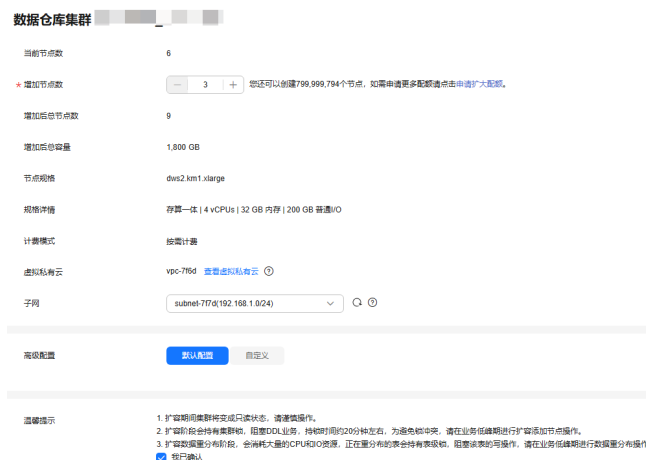 数据仓库集群
当前节点数 6
* 增加节点数 − 3 + 您还可以创建799,999,794个节点，如需申请更多配额请点击申请扩大配额。
增加后总节点数 9
增加后总容量 1,800 GB
节点规格 dws2.km1.xlarge
规格详情 存算一体 | 4 vCPUs | 32 GB 内存 | 200 GB 普通I/O
计费模式 按需计费
虚拟私有云 vpc-7f6d 查看虚拟私有云 ?
子网 subnet-7f7d(192.168.1.0/24) ?
高级配置 默认配置 自定义
温馨提示 1. 扩容期间集群将变成只读状态，请谨慎操作。
2. 扩容阶段会持有集群锁，阻塞DDL业务，持锁时间约20分钟左右，为避免锁冲突，请在业务低峰期进行扩容添加节点操作。
3. 扩容数据重分布阶段，会消耗大量的CPU和IO资源，正在重分布的表会持有表级锁，阻塞该表的写操作，请在业务低峰期进行数据重分布操作
我已确认